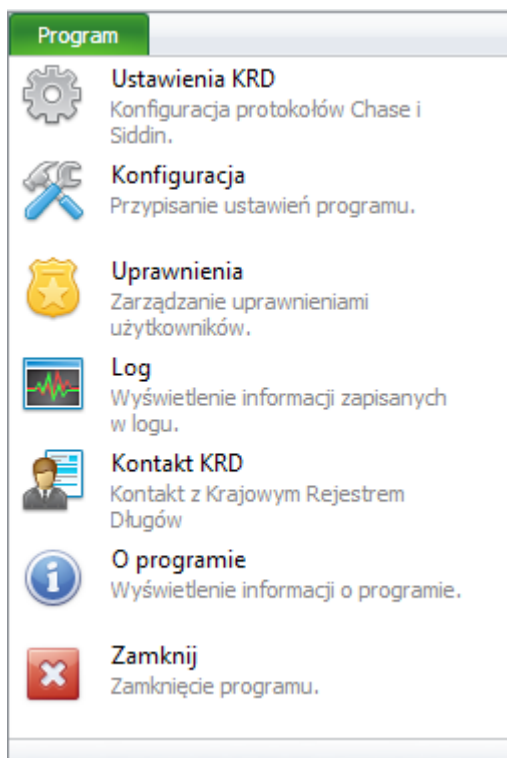 Program
Ustawienia KRD
Konfiguracja protokołów Chase i
Siddin.
Konfiguracja
Przypisanie ustawień programu.
Uprawnienia
Zarządzanie uprawnieniami
użytkowników.
Log
Wyświetlenie informacji zapisanych
w logu.
Kontakt KRD
Kontakt z Krajowym Rejestrem
Długów
O programie
Wyświetlenie informacji o programie.
Zamknij
Zamknięcie programu.